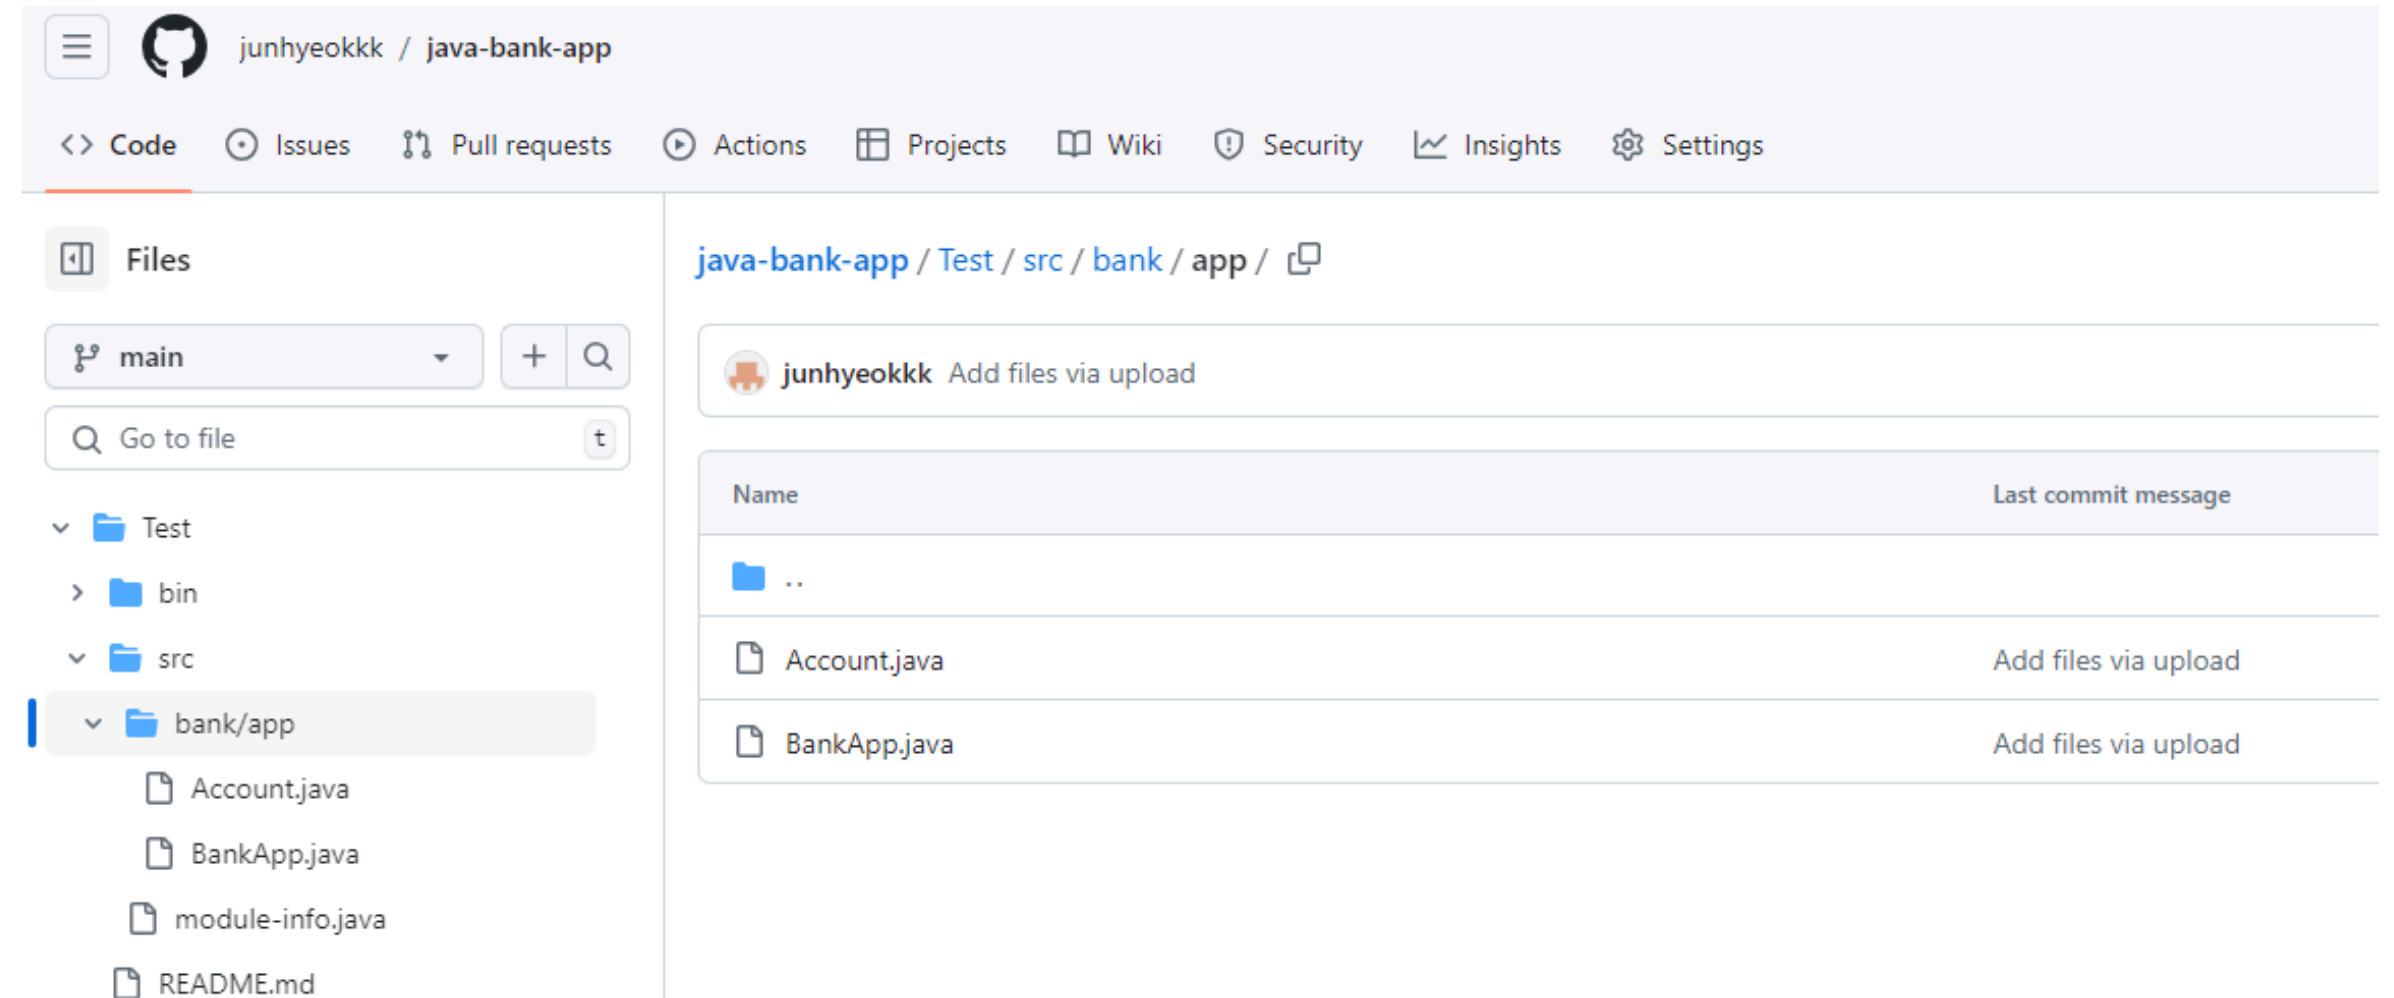 junhyeokkk / java-bank-app
Code Issues Pull requests Actions Projects Wiki Security Insights Settings
Files
main
Go to file t
Test
bin
src
bank/app
Account.java
BankApp.java
module-info.java
README.md
java-bank-app / Test / src / bank / app /
junhyeokkk Add files via upload
Name Last commit message
..
Account.java Add files via upload
BankApp.java Add files via upload